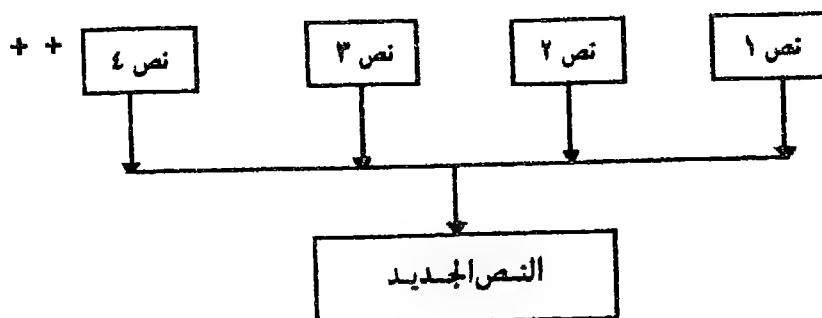 نص ١ نص ٢ نص ٣ نص ٤ + +
النص الجديد